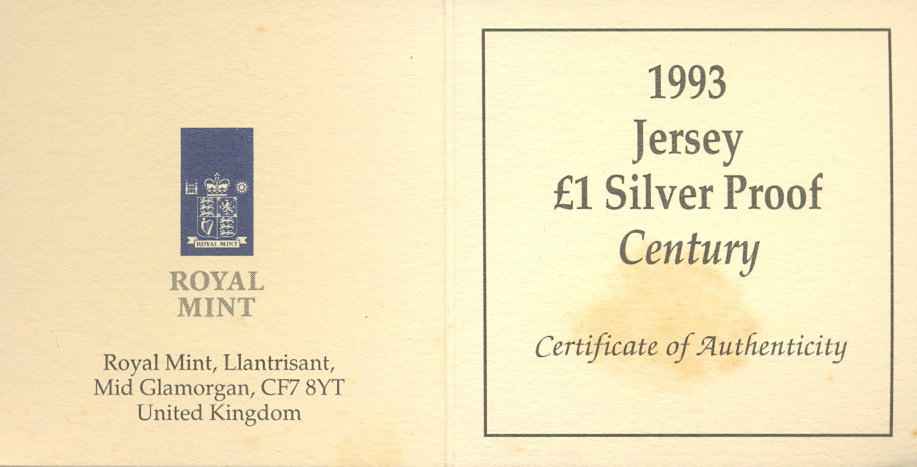 ROYAL MINT
ROYAL
MINT
Royal Mint, Llantrisant,
Mid Glamorgan, CF7 8YT
United Kingdom
1993
Jersey
£1 Silver Proof
Century
Certificate of Authenticity